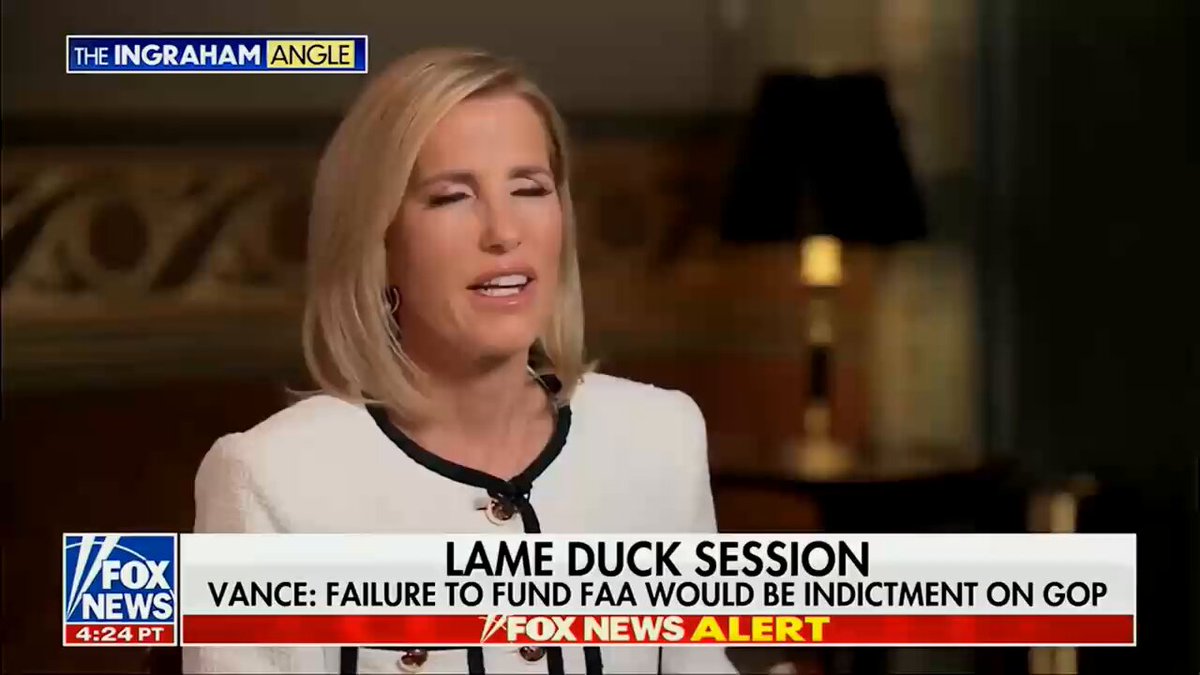 THE INGRAHAM ANGLE
LAME DUCK SESSION
VANCE: FAILURE TO FUND FAA WOULD BE INDICTMENT ON GOP
FOX
NEWS
4:24 PT
FOX NEWS ALERT